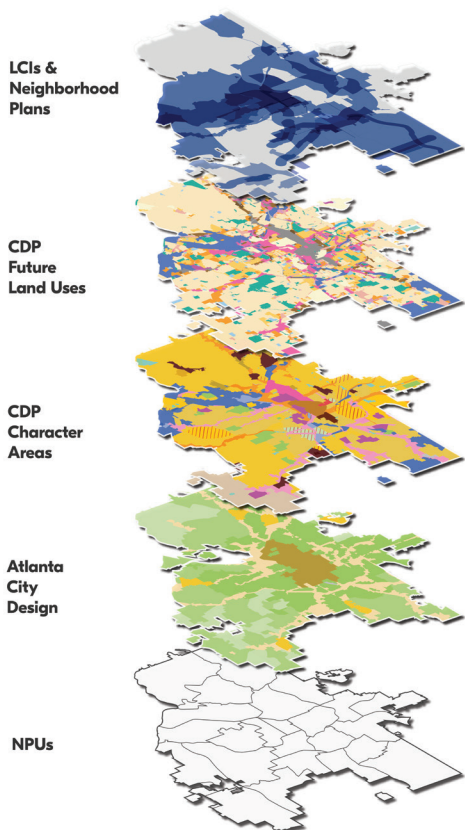 LCIs &
Neighborhood
Plans
CDP
Future
Land Uses
CDP
Character
Areas
Atlanta
City
Design
NPUs